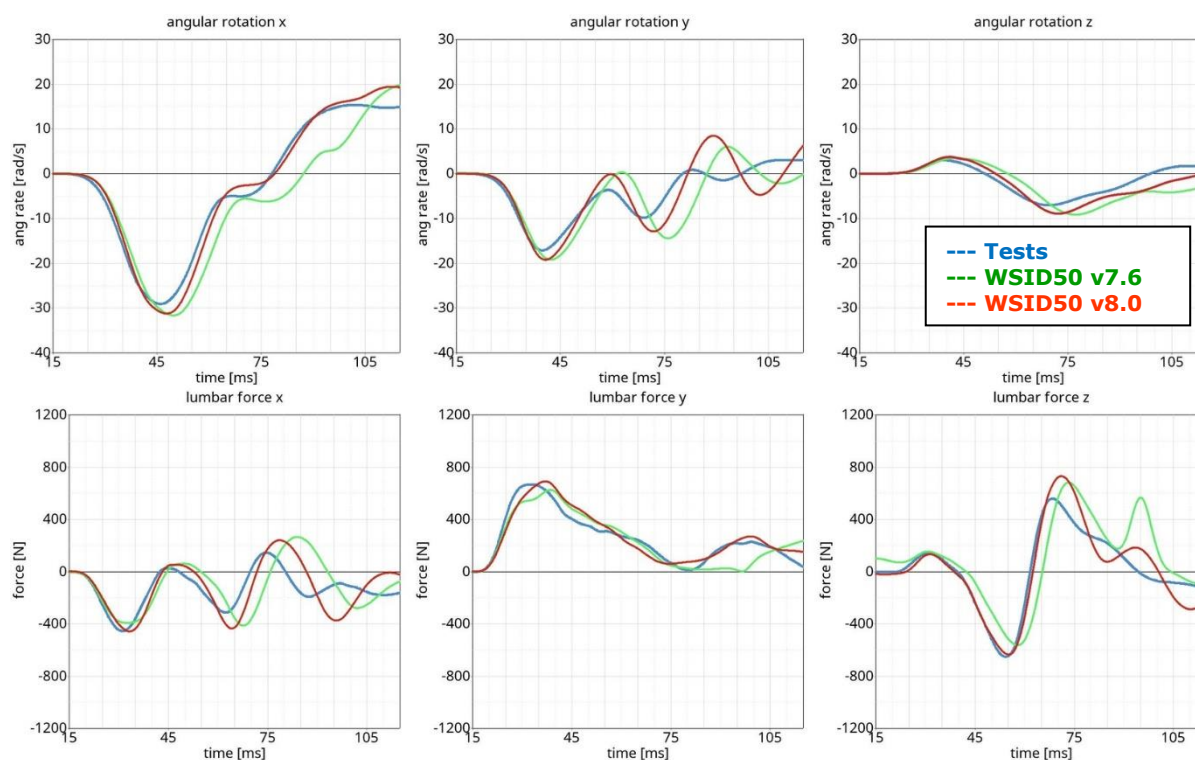 angular rotation x
30
20
10
0
-10
-20
-30
-40
ang rate [rad/s]
15 45 75 105
time [ms]
angular rotation y
30
20
10
0
-10
-20
-30
-40
ang rate [rad/s]
15 45 75 105
time [ms]
angular rotation z
30
20
10
0
-10
-20
-30
-40
ang rate [rad/s]
15 45 75 105
time [ms]
--- Tests
--- WSID50 v7.6
--- WSID50 v8.0
lumbar force x
1200
800
400
0
-400
-800
-1200
force [N]
15 45 75 105
time [ms]
lumbar force y
1200
800
400
0
-400
-800
-1200
force [N]
15 45 75 105
time [ms]
lumbar force z
1200
800
400
0
-400
-800
-1200
force [N]
15 45 75 105
time [ms]